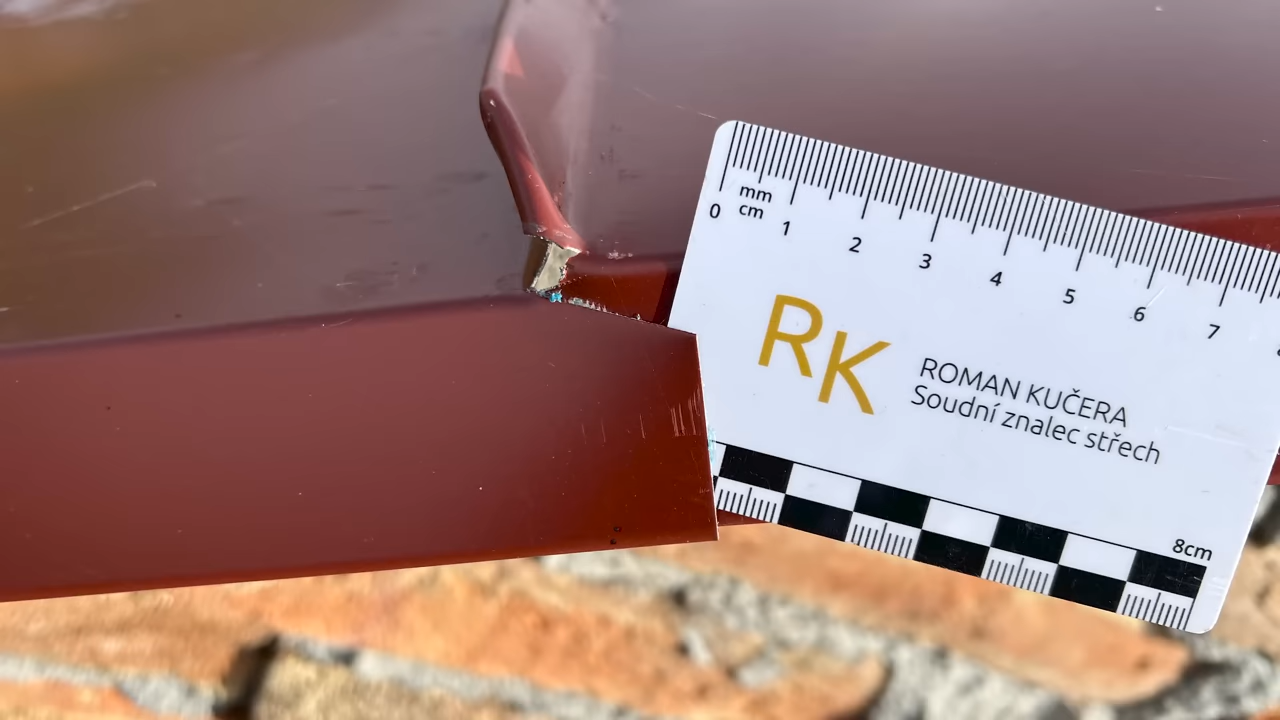 mm
cm
0 1 2 3 4 5 6 7
RK
ROMAN KUČERA
Soudní znalec střech
8cm